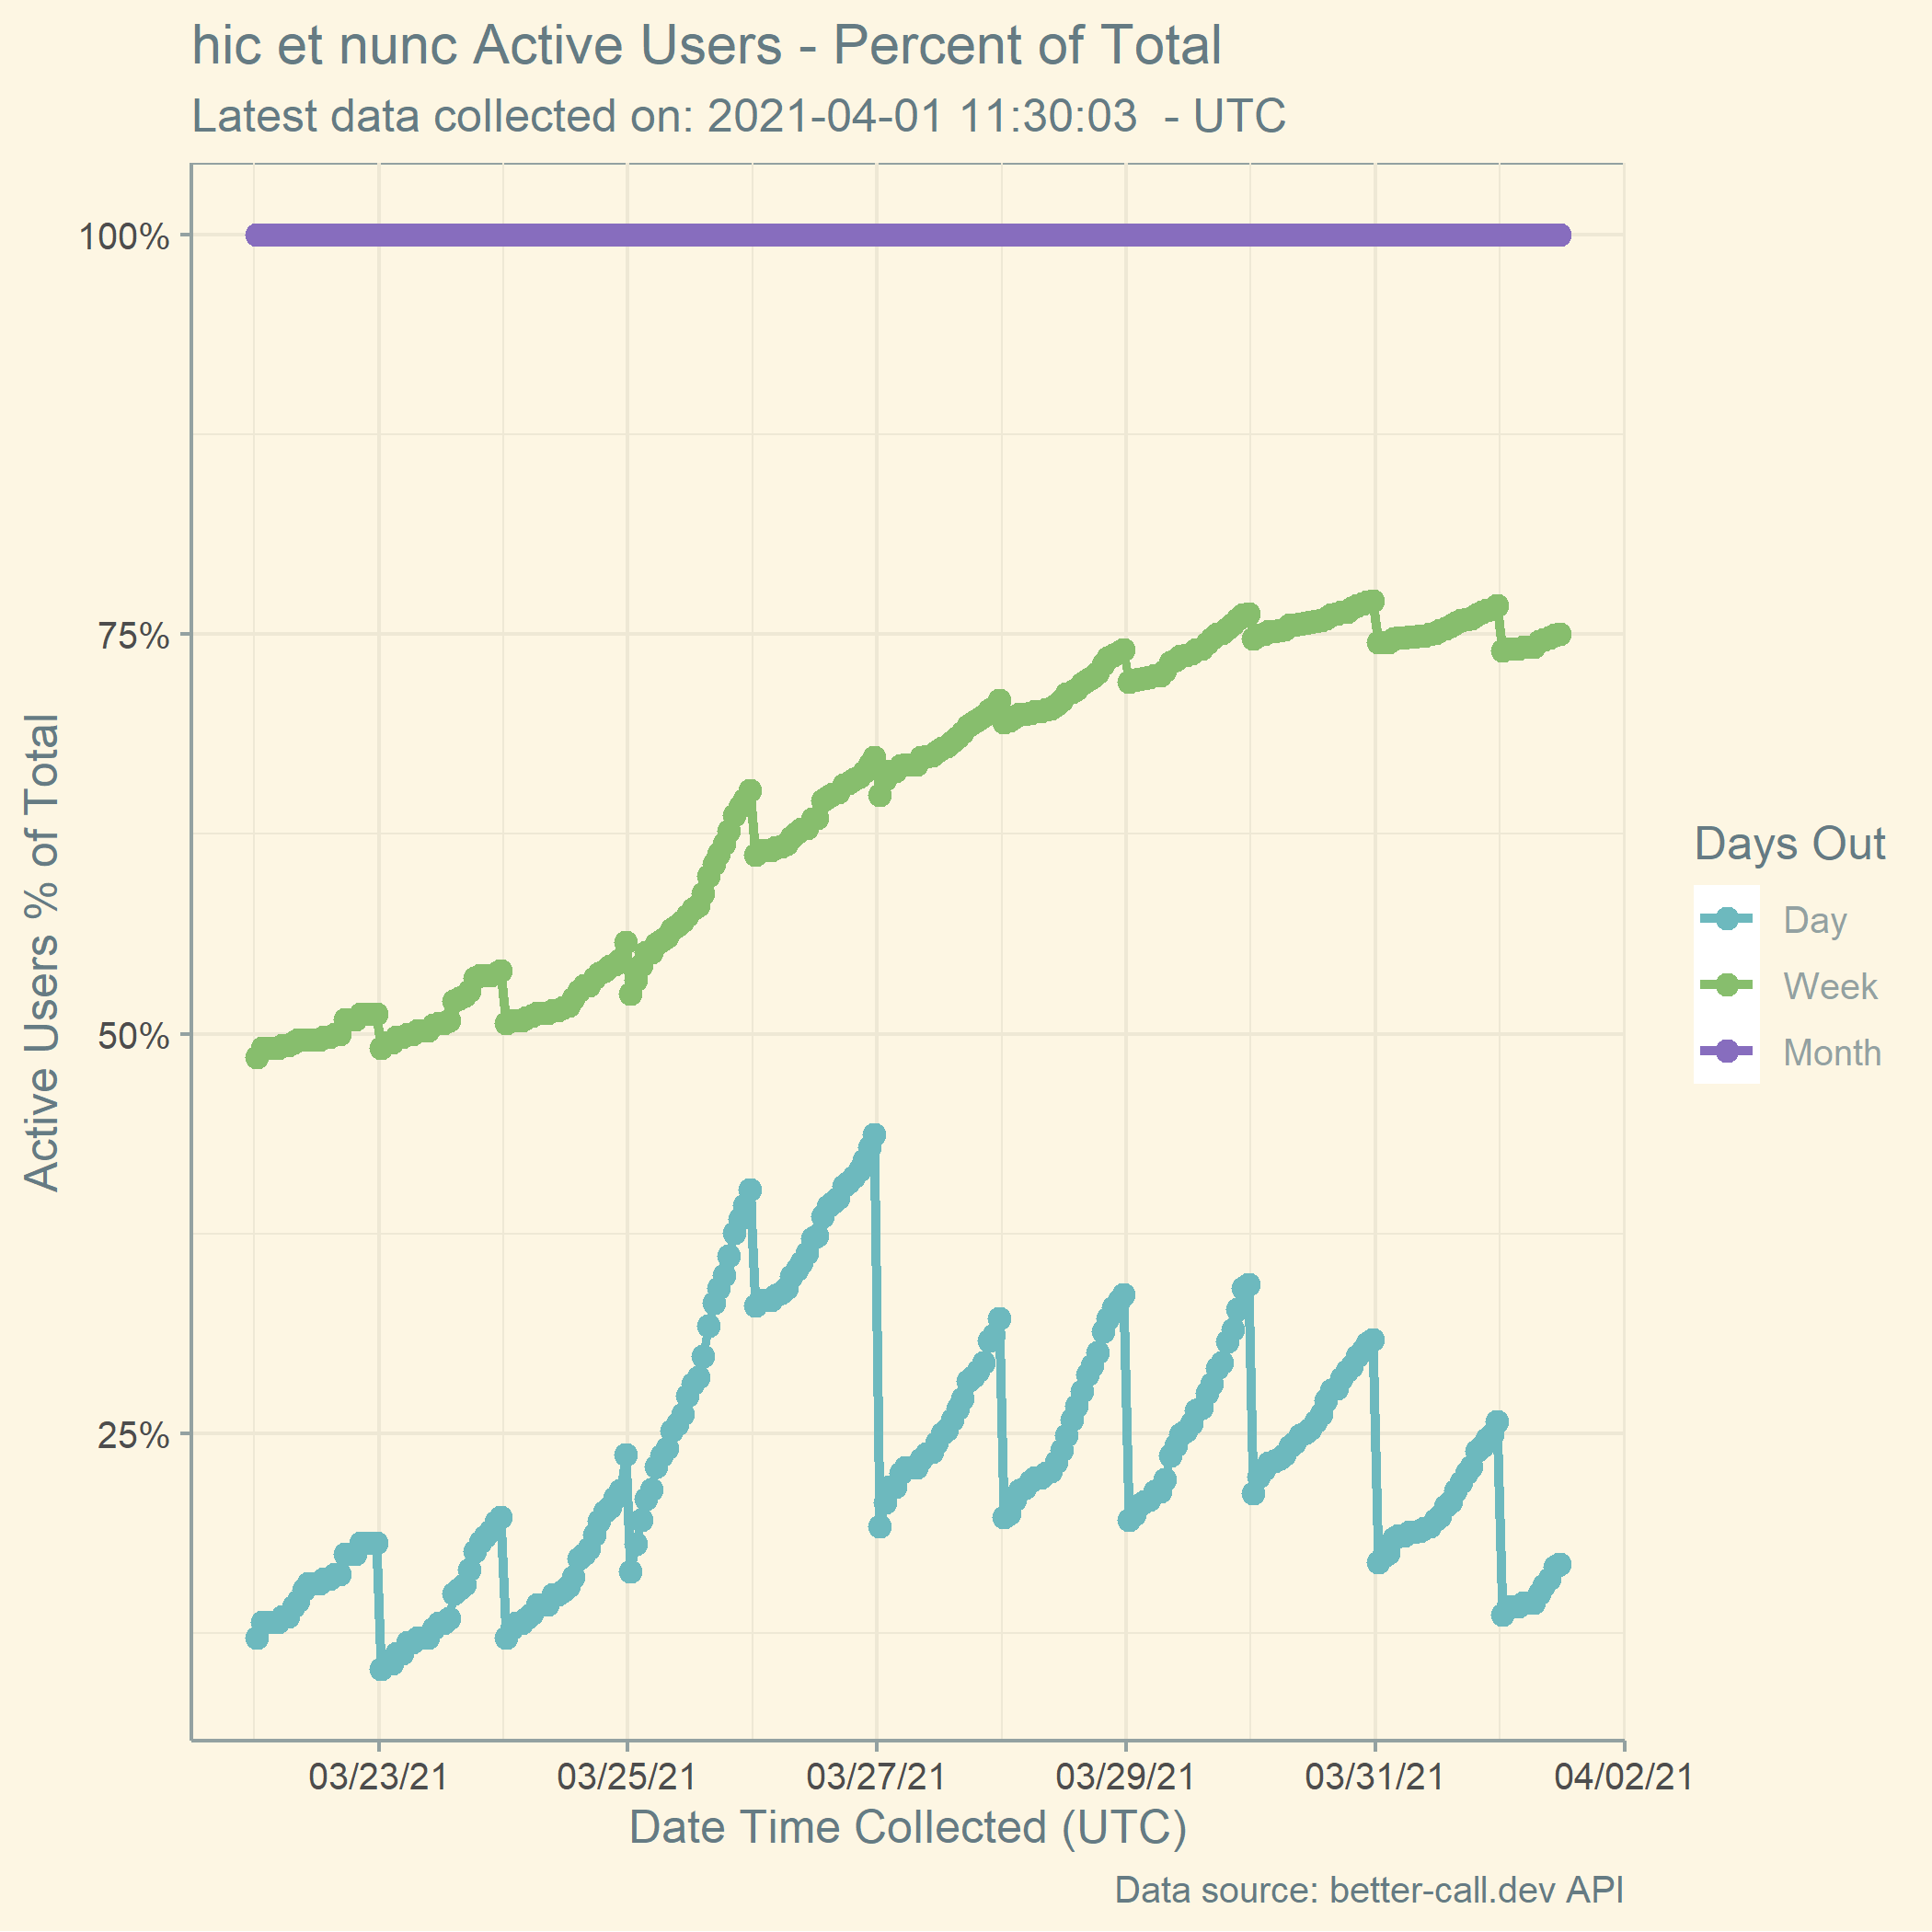 hic et nunc Active Users - Percent of Total
Latest data collected on: 2021-04-01 11:30:03  - UTC
Active Users % of Total
100%
75%
50%
25%
03/23/21
03/25/21
03/27/21
03/29/21
03/31/21
04/02/21
Date Time Collected (UTC)
Days Out
Day
Week
Month
Data source: better-call.dev API